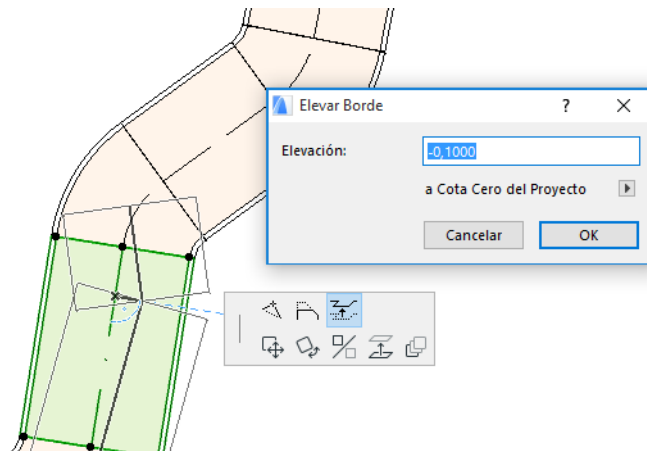 Elevar Borde
?
Elevación:
-0,1000
a Cota Cero del Proyecto
Cancelar
OK